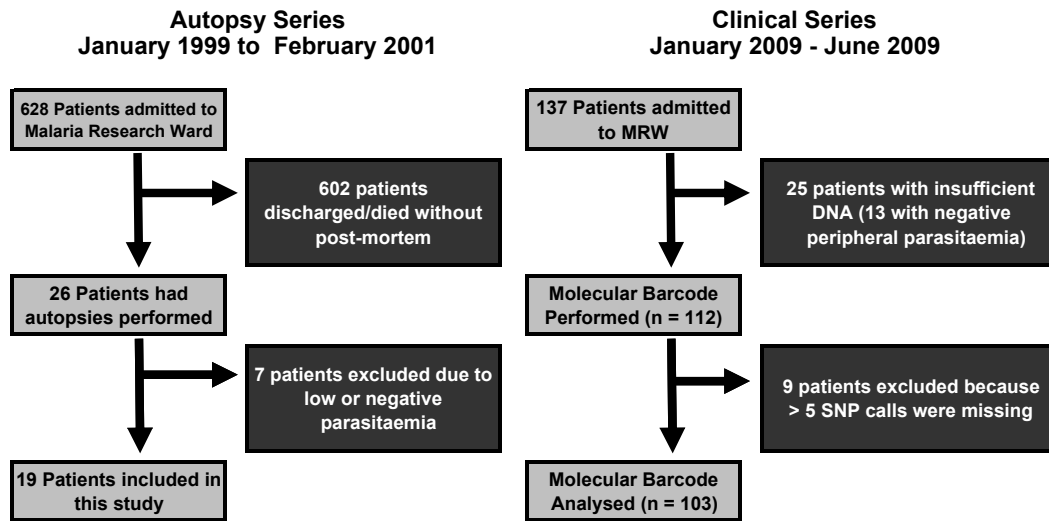 Autopsy Series
January 1999 to February 2001
628 Patients admitted to
Malaria Research Ward
602 patients
discharged/died without
post-mortem
26 Patients had
autopsies performed
7 patients excluded due to
low or negative
parasitaemia
19 Patients included in
this study
Clinical Series
January 2009 - June 2009
137 Patients admitted
to MRW
25 patients with insufficient
DNA (13 with negative
peripheral parasitaemia)
Molecular Barcode
Performed (n = 112)
9 patients excluded because
> 5 SNP calls were missing
Molecular Barcode
Analysed (n = 103)